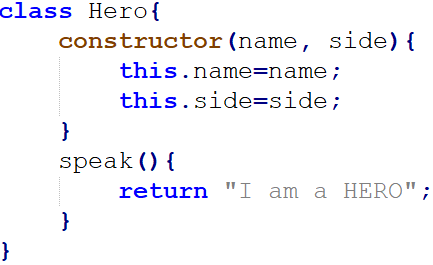 class Hero{
    constructor(name, side){
        this.name=name;
        this.side=side;
    }
    speak(){
        return "I am a HERO";
    }
}